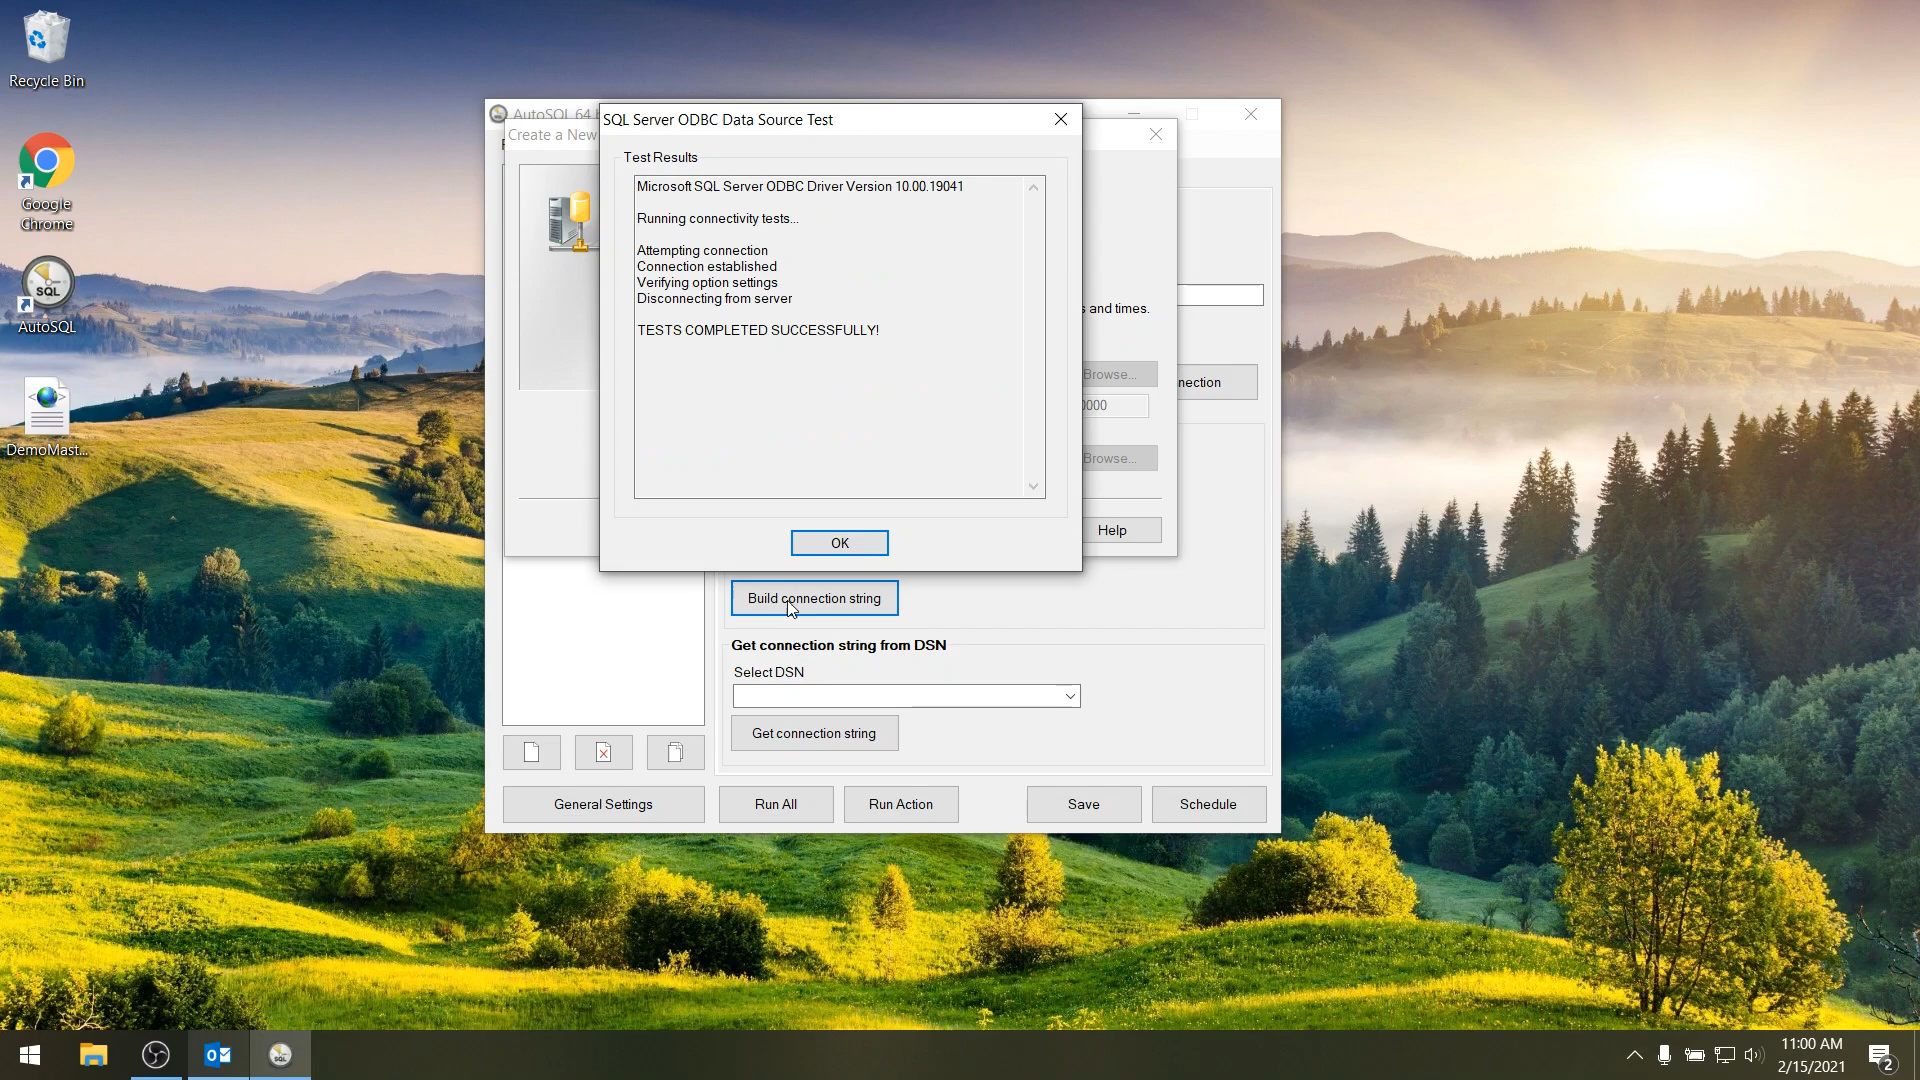 Recycle Bin
Google
Chrome
SQL
AutoSQL
DemoMast...
AutoSQL 64
Create a New
SQL Server ODBC Data Source Test
Test Results
Microsoft SQL Server ODBC Driver Version 10.00.19041
Running connectivity tests...
Attempting connection
Connection established
Verifying option settings
Disconnecting from server
TESTS COMPLETED SUCCESSFULLY!
OK
s and times.
Browse...
0000
Browse...
Help
nection
Build connection string
Get connection string from DSN
Select DSN
Get connection string
General Settings
Run All
Run Action
Save
Schedule
11:00 AM
2/15/2021
2